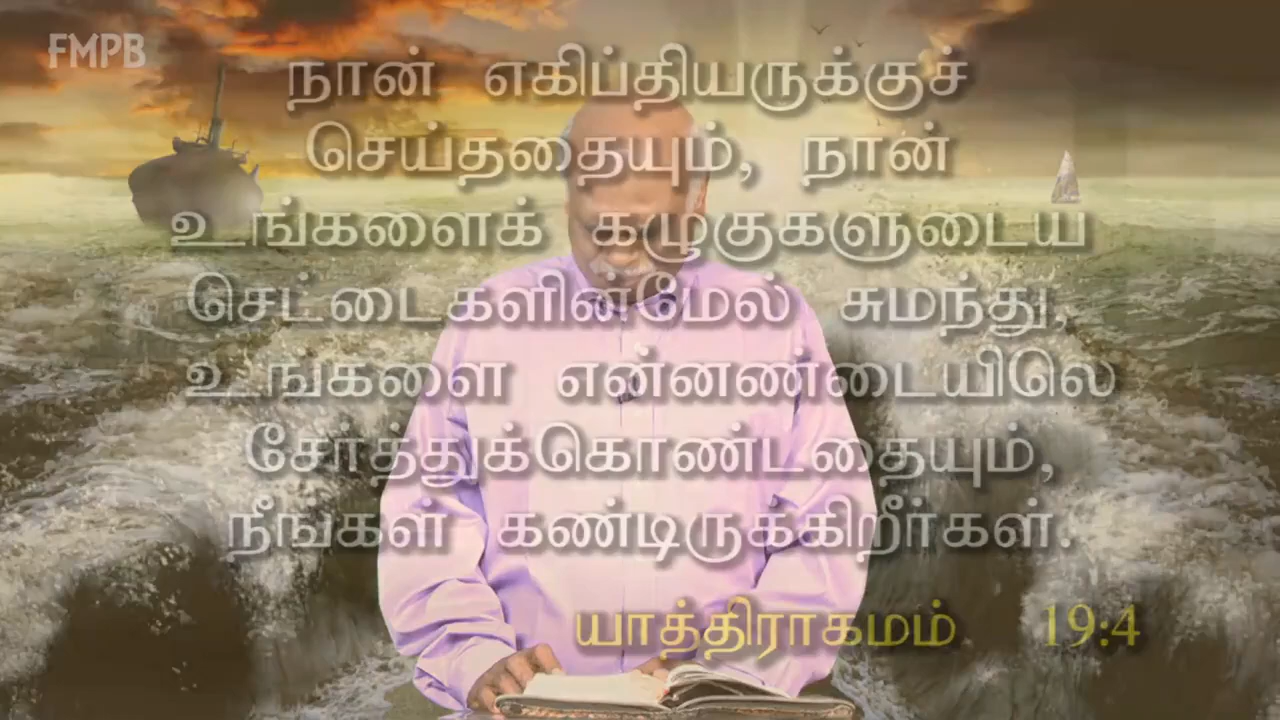 FMPB
நான் எகிப்தியருக்குச்
செய்ததையும், நான்
உங்களைக் கழுகுகளுடைய
செட்டைகளின்மேல் சுமந்து,
உங்களை என்னண்டையிலே
சேர்த்துக்கொண்டதையும்,
நீங்கள் கண்டிருக்கிறீர்கள்.
யாத்திராகமம் 19:4